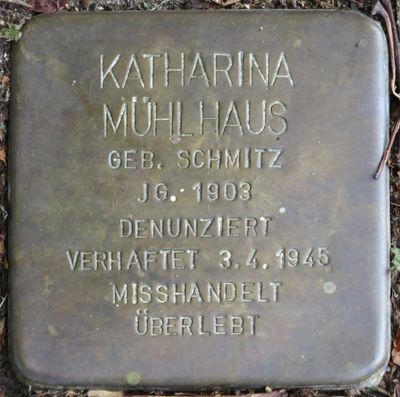 KATHARINA
MÜHLHAUS
GEB. SCHMITZ
JG. 1903
DENUNZIERT
VERHAFTET 3.4.1945
MISSHANDELT
ÜBERLEBT